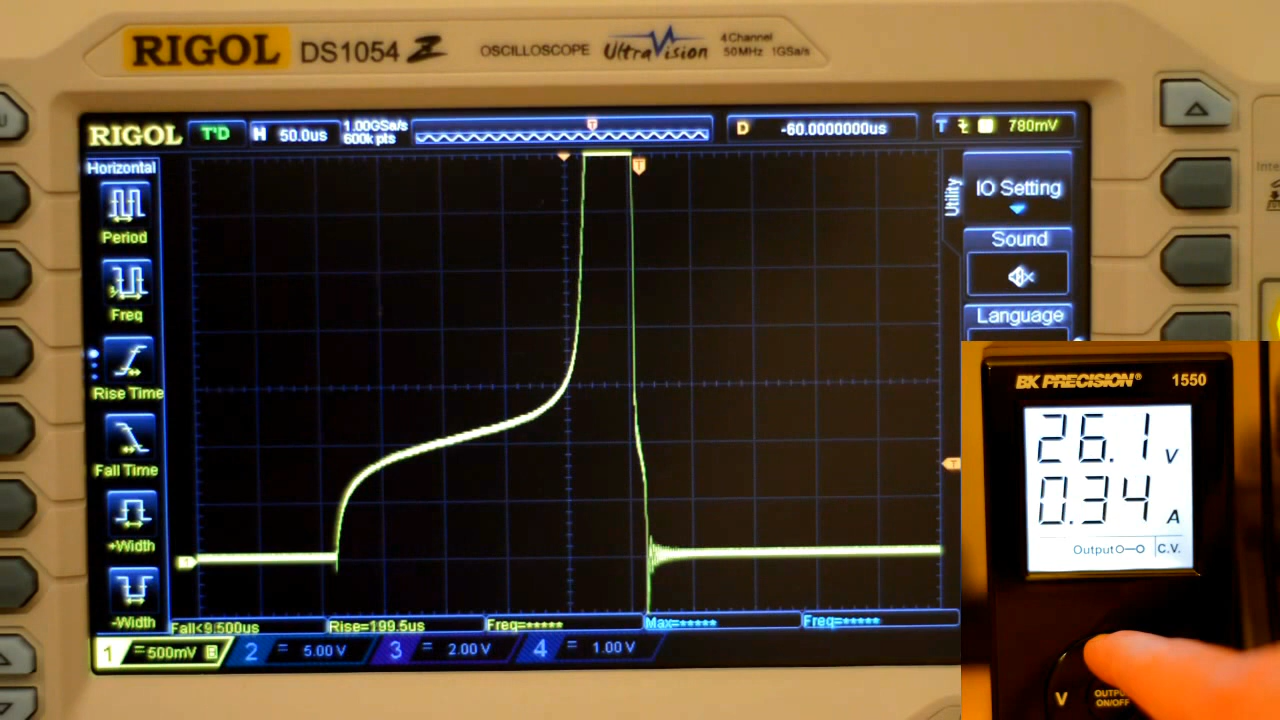 RIGOL DS1054 Z OSCILLOSCOPE UltraVision 4 Channel 50MHz 1GSa/s
RIGOL T'D H 50.0us 1.00GSa/s 600k pts D -60.0000000us T 780mV
Horizontal
Period
Freq
Rise Time
Fall Time
+Width
-Width
Utility
IO Setting
Sound
Language
T
T
1
Fall<9.500us Rise=199.5us Freq=***** Max=***** Freq=*****
1 = 500mV B 2 = 5.00 V 3 = 2.00 V 4 = 1.00 V
BK PRECISION® 1550
26.1 V
0.34 A
Output C.V.
V
ON/OFF